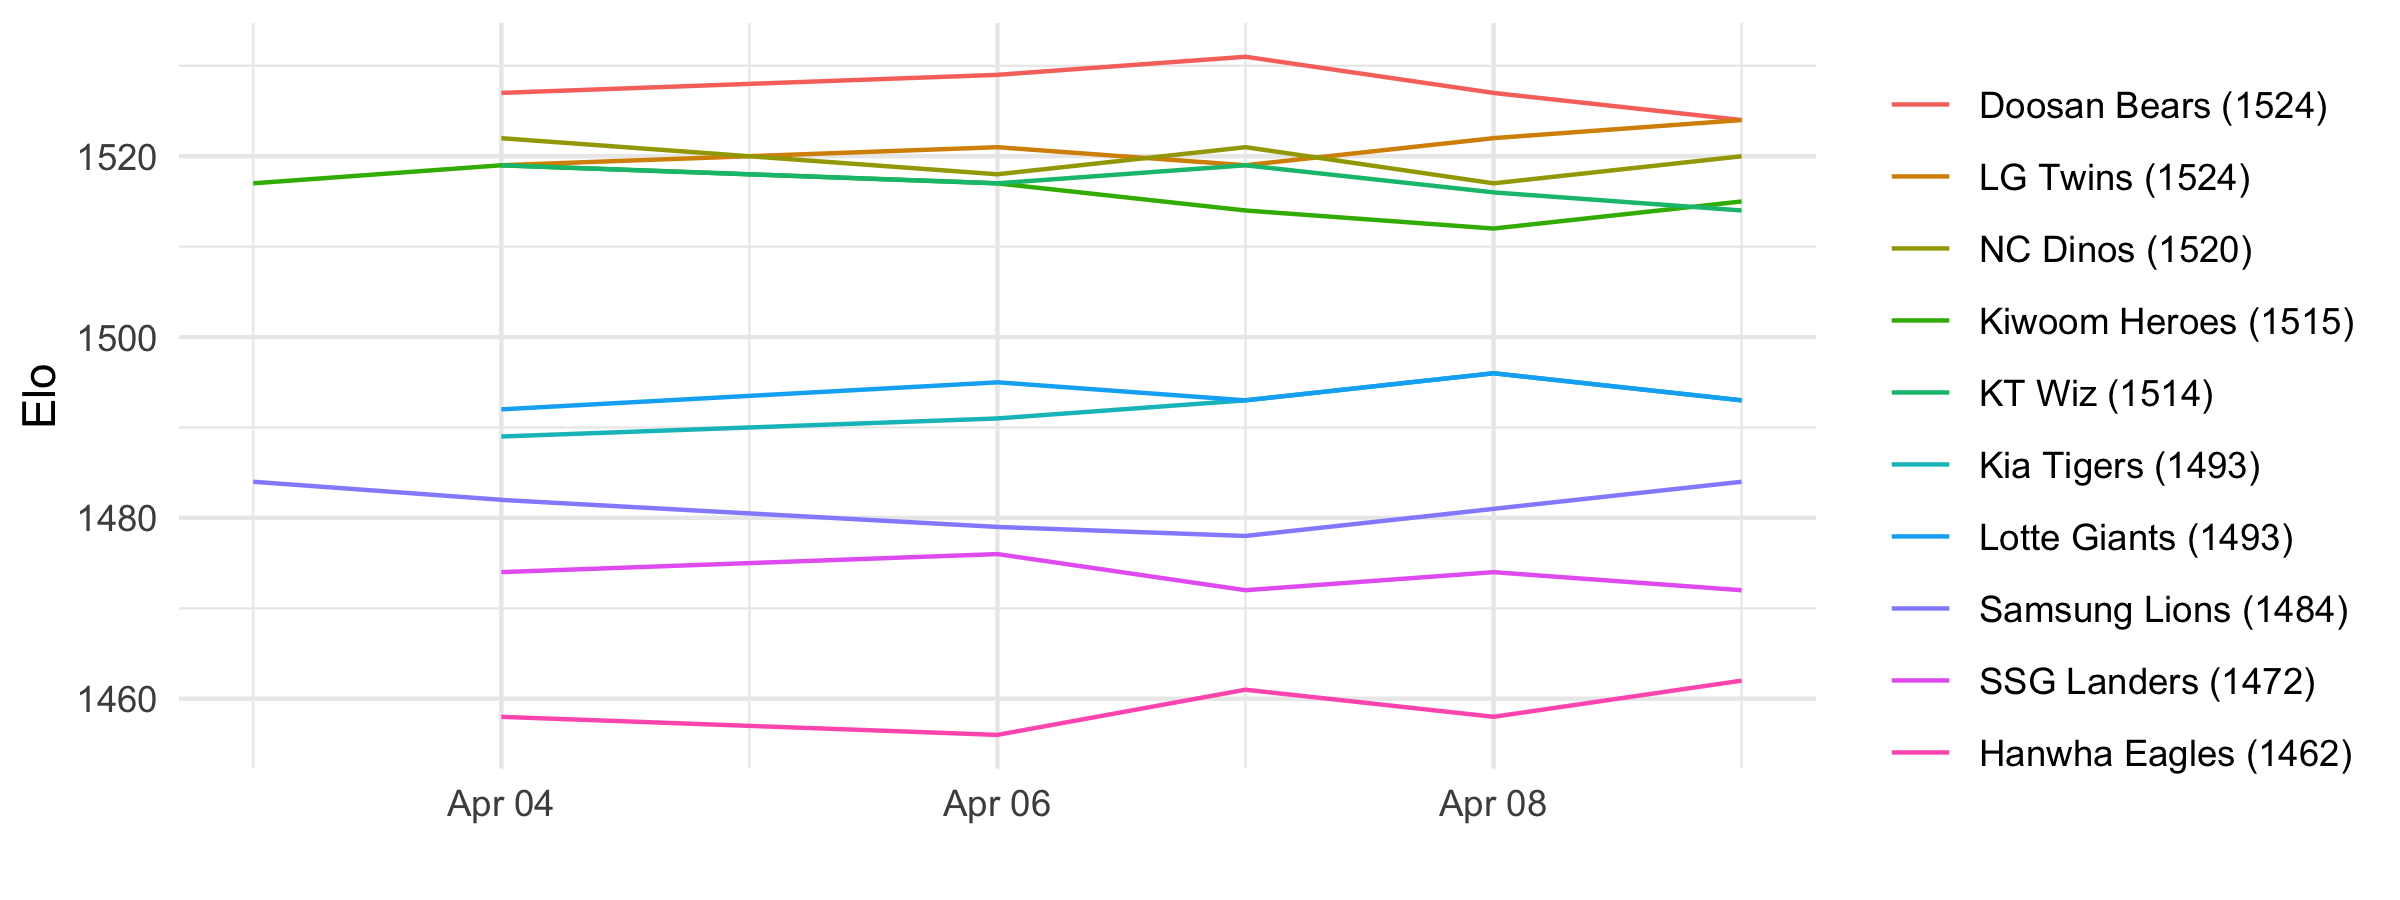 Elo
1520
1500
1480
1460
Apr 04
Apr 06
Apr 08
Doosan Bears (1524)
LG Twins (1524)
NC Dinos (1520)
Kiwoom Heroes (1515)
KT Wiz (1514)
Kia Tigers (1493)
Lotte Giants (1493)
Samsung Lions (1484)
SSG Landers (1472)
Hanwha Eagles (1462)